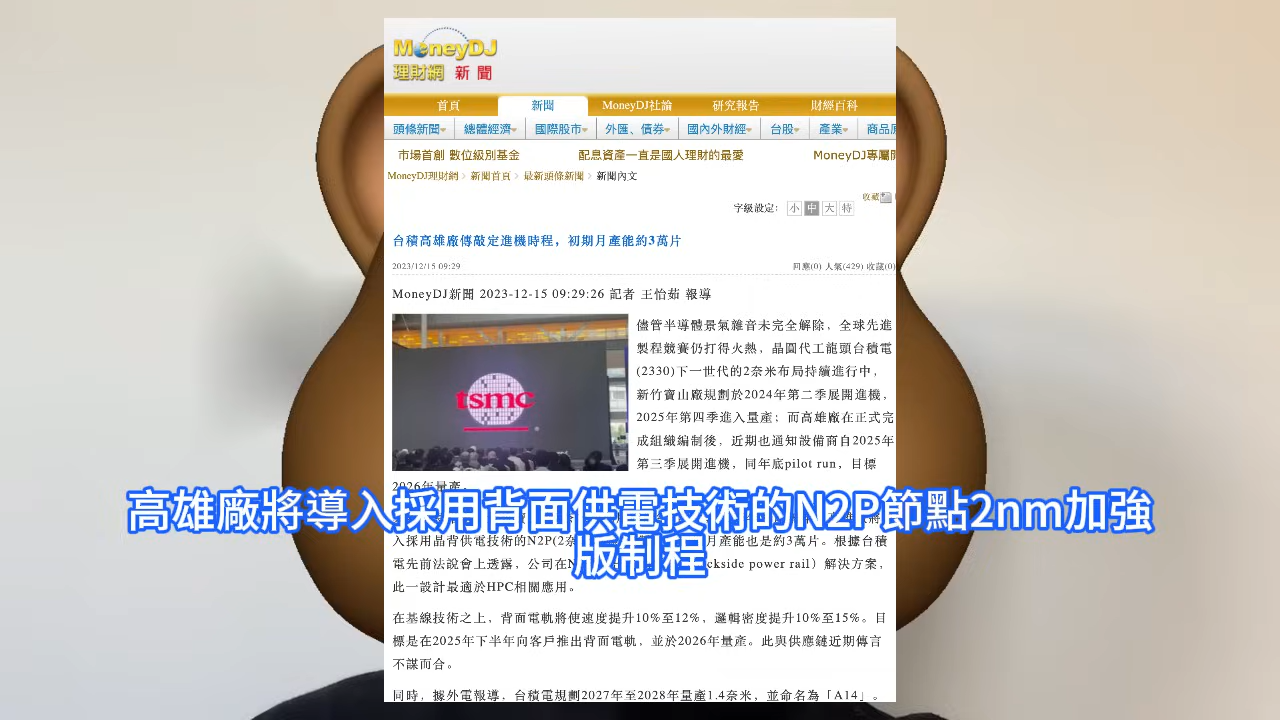 MoneyDJ
理財網 新聞
首頁 新聞 MoneyDJ社論 研究報告 財經百科
頭條新聞 總體經濟 國際股市 外匯、債券 國內外財經 台股 產業 商品
市場首創 數位級別基金 配息資產一直是國人理財的最愛 MoneyDJ專屬
MoneyDJ理財網 > 新聞首頁 > 最新頭條新聞 > 新聞內文
收藏
字級設定： 小 中 大 特
台積高雄廠傳敲定進機時程，初期月產能約3萬片
2023/12/15 09:29 回應(0) 人氣(429) 收藏(0)
MoneyDJ新聞 2023-12-15 09:29:26 記者 王怡茹 報導
tsmc
儘管半導體景氣雜音未完全解除，全球先進
製程競賽仍打得火熱，晶圓代工龍頭台積電
(2330)下一世代的2奈米布局持續進行中，
新竹寶山廠規劃於2024年第二季展開進機，
2025年第四季進入量產；而高雄廠在正式完
成組織編制後，近期也通知設備商自2025年
第三季展開進機，同年底pilot run，目標
2026年量產。
高雄廠將導入採用背面供電技術的N2P節點2nm加強
版制程
入採用晶背供電技術的N2P(2奈 月產能也是約3萬片。根據台積
電先前法說會上透露，公司在N ckside power rail）解決方案，
此一設計最適於HPC相關應用。
在基線技術之上，背面電軌將使速度提升10%至12%，邏輯密度提升10%至15%。目
標是在2025年下半年向客戶推出背面電軌，並於2026年量產。此與供應鏈近期傳言
不謀而合。
同時，據外電報導，台積電規劃2027年至2028年量產1.4奈米，並命名為「A14」。